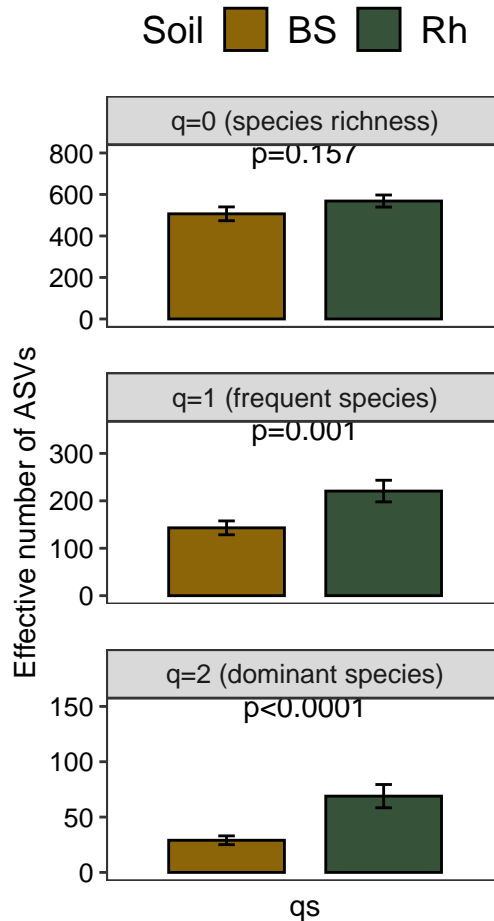 Soil BS Rh
q=0 (species richness)
p=0.157
800
600
400
200
0
q=1 (frequent species)
p=0.001
300
200
100
0
q=2 (dominant species)
p<0.0001
150
100
50
0
Effective number of ASVs
qs